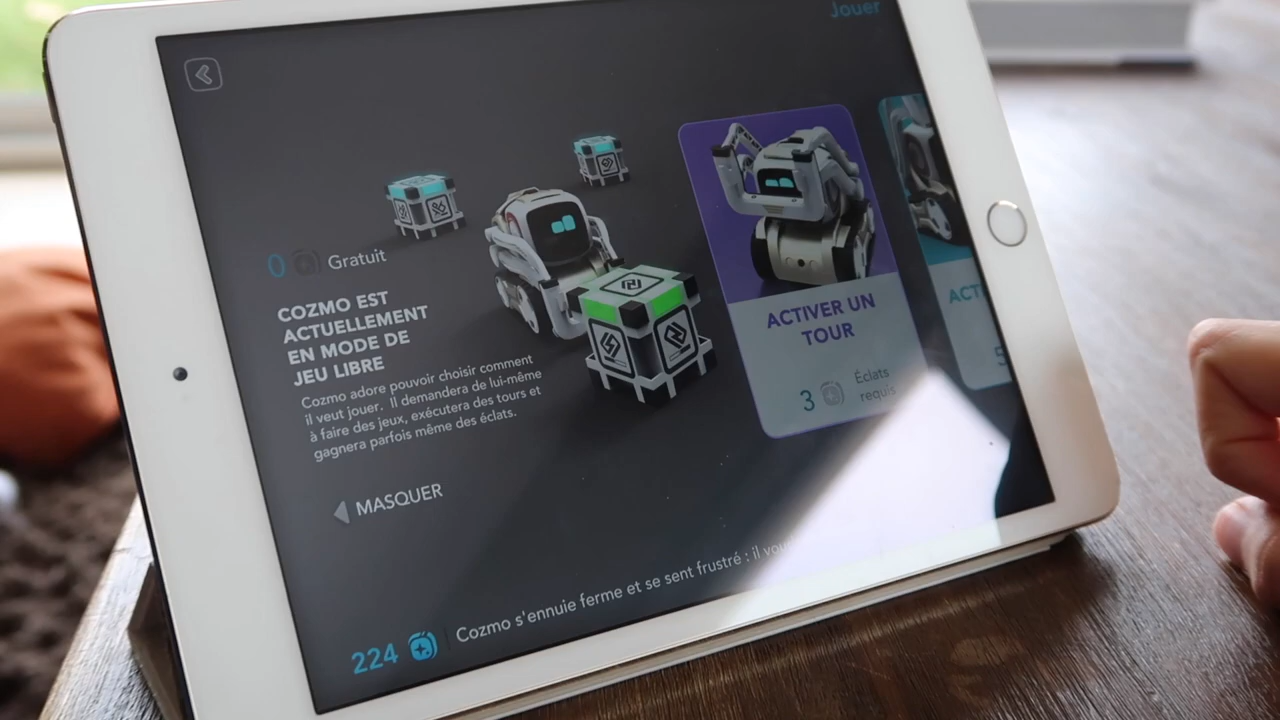 Jouer
0 Gratuit
COZMO EST
ACTUELLEMENT
EN MODE DE
JEU LIBRE
Cozmo adore pouvoir choisir comment
il veut jouer. Il demandera de lui-même
à faire des jeux, exécutera des tours et
gagnera parfois même des éclats.
MASQUER
ACTIVER UN
TOUR
3 Éclats
requis
224 Cozmo s'ennuie ferme et se sent frustré : il